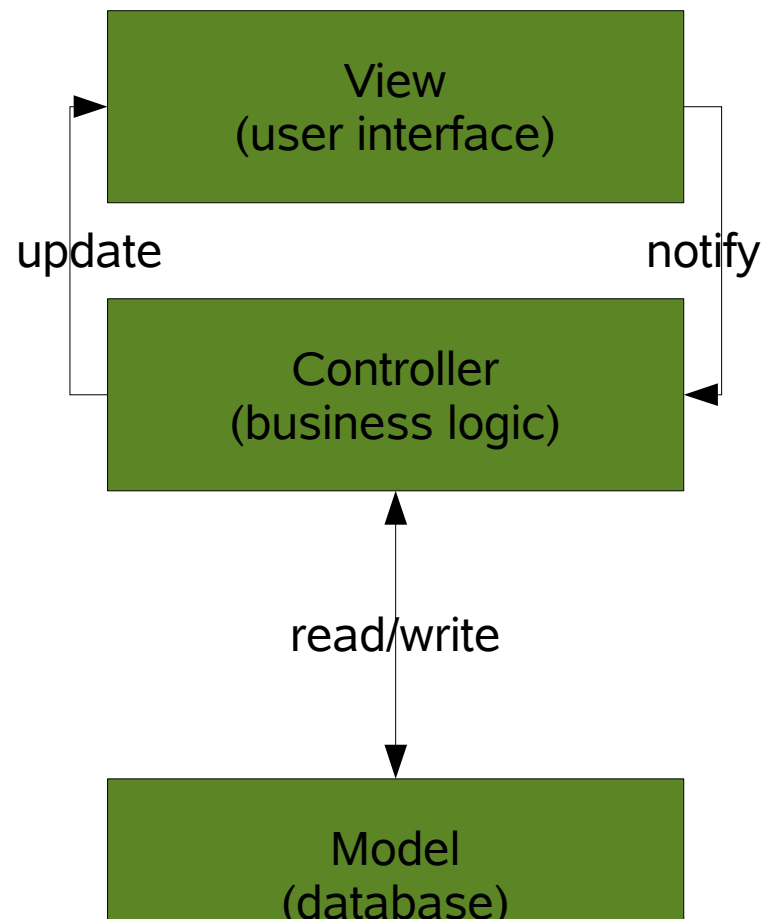 View
(user interface)
update
notify
Controller
(business logic)
read/write
Model
(database)